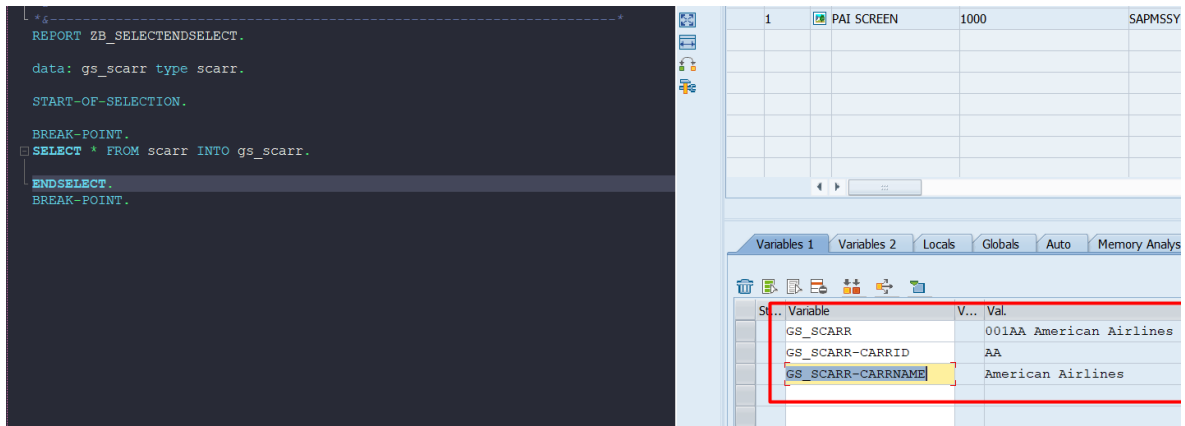 *&---------------------------------------------------------------------*
REPORT ZB_SELECTENDSELECT.
data: gs_scarr type scarr.
START-OF-SELECTION.
BREAK-POINT.
SELECT * FROM scarr INTO gs_scarr.
ENDSELECT.
BREAK-POINT.
1 PAI SCREEN 1000 SAPMSSY
Variables 1 Variables 2 Locals Globals Auto Memory Analys
St... Variable V... Val.
GS_SCARR 001AA American Airlines
GS_SCARR-CARRID AA
GS_SCARR-CARRNAME American Airlines